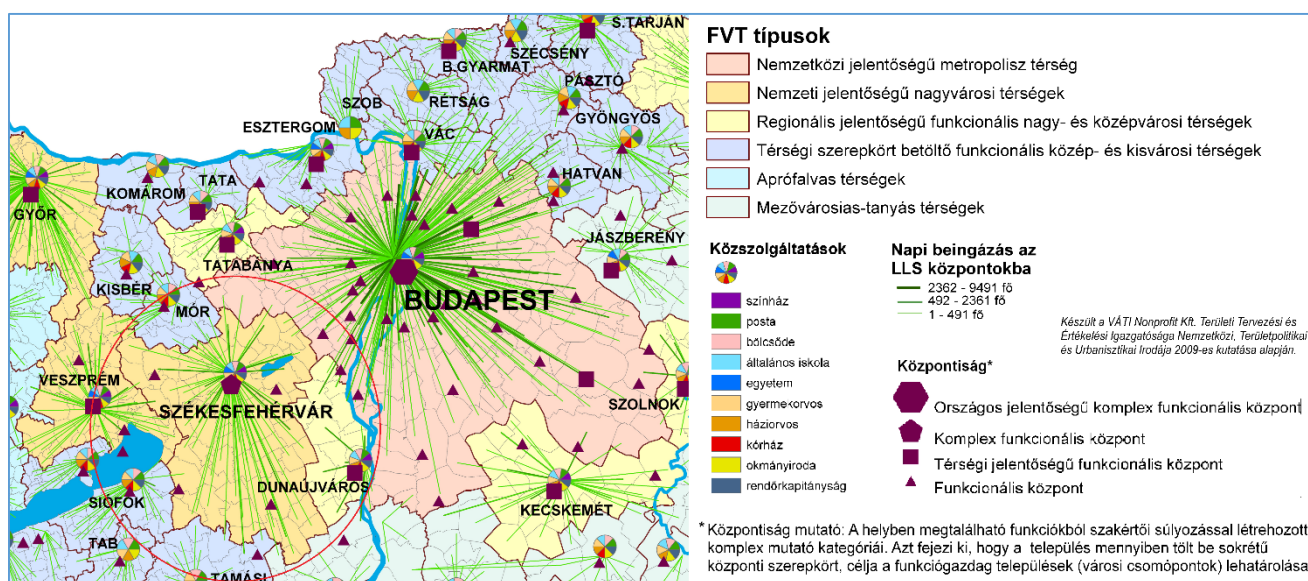 S.TARJÁN
SZÉCSÉNY
B.GYARMAT
PÁSZTÓ
RÉTSÁG
SZOB
GYÖNGYÖS
ESZTERGOM
VÁC
HATVAN
TATA
KOMÁROM
GYŐR
JÁSZBERÉNY
TATABÁNYA
KISBÉR
BUDAPEST
MÓR
VESZPRÉM
SZÉKESFEHÉRVÁR
SZOLNOK
DUNAÚJVÁROS
SIÓFOK
KECSKEMÉT
TAB
TAMÁSI
FVT típusok
Nemzetközi jelentőségű metropolisz térség
Nemzeti jelentőségű nagyvárosi térségek
Regionális jelentőségű funkcionális nagy- és középvárosi térségek
Térségi szerepkört betöltő funkcionális közép- és kisvárosi térségek
Aprófalvas térségek
Mezővárosias-tanyás térségek
Közszolgáltatások
színház
posta
bölcsőde
általános iskola
egyetem
gyermekorvos
háziorvos
kórház
okmányiroda
rendőrkapitányság
Napi beingázás az
LLS központokba
2362 - 9491 fő
492 - 2361 fő
1 - 491 fő
Készült a VÁTI Nonprofit Kft. Területi Tervezési és
Értékelési Igazgatósága Nemzetközi, Területpolitikai
és Urbanisztikai Irodája 2009-es kutatása alapján.
Központiság*
Országos jelentőségű komplex funkcionális központ
Komplex funkcionális központ
Térségi jelentőségű funkcionális központ
Funkcionális központ
* Központiság mutató: A helyben megtalálható funkciókból szakértői súlyozással létrehozott
komplex mutató kategóriái. Azt fejezi ki, hogy a település mennyiben tölt be sokrétű
központi szerepkört, célja a funkciógazdag települések (városi csomópontok) lehatárolása